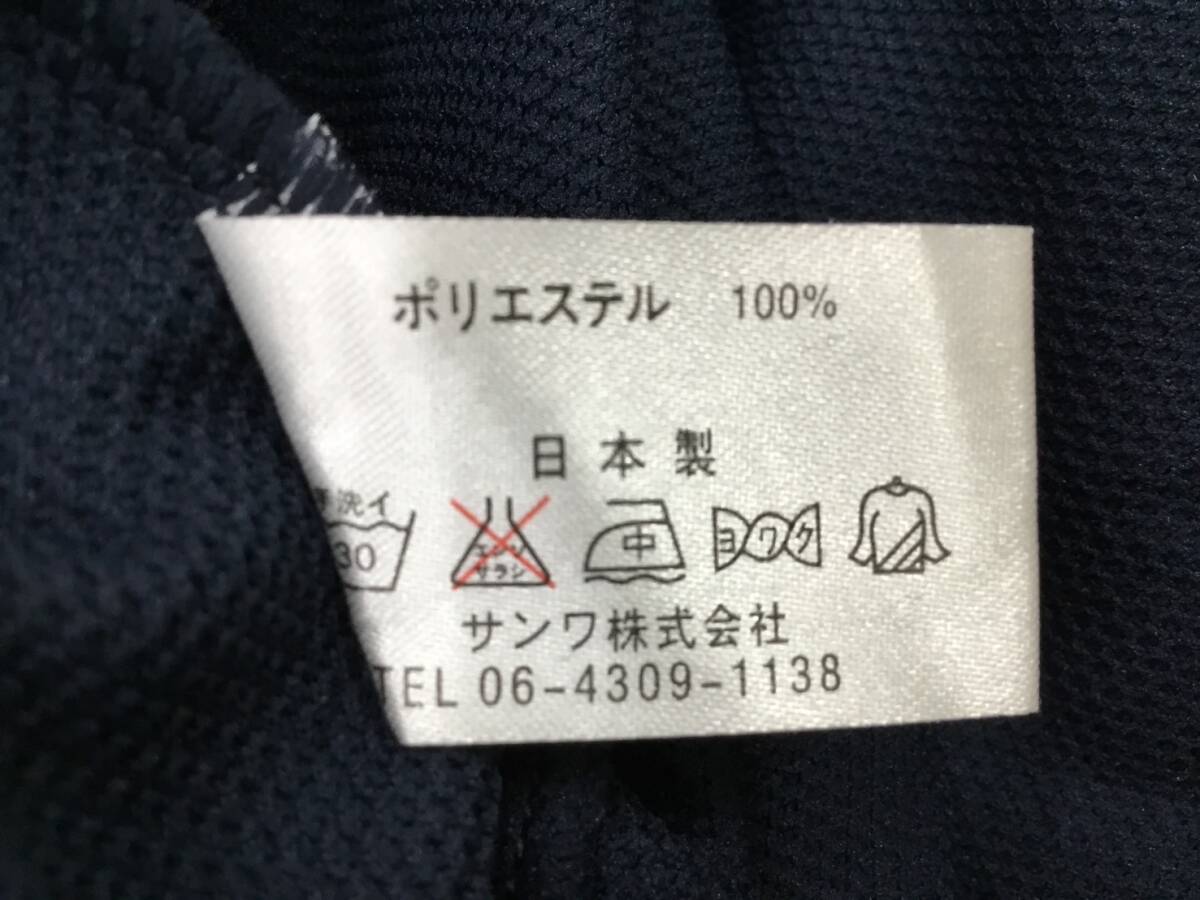 ポリエステル 100%
日本製
洗イ
30 エンソサラシ 中 ヨワク
サンワ株式会社
TEL 06-4309-1138